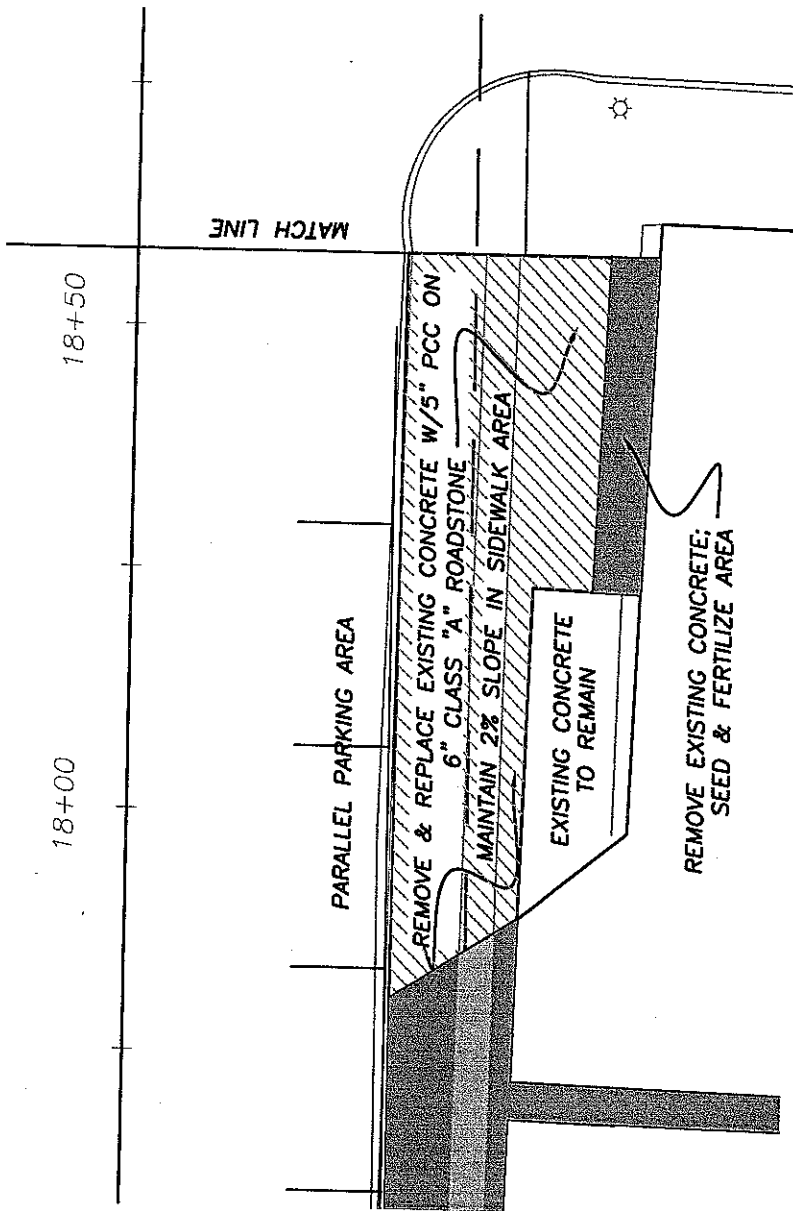 MATCH LINE
18+50
18+00
PARALLEL PARKING AREA
REMOVE & REPLACE EXISTING CONCRETE W/5" PCC ON
6" CLASS "A" ROADSTONE
MAINTAIN 2% SLOPE IN SIDEWALK AREA
EXISTING CONCRETE
TO REMAIN
REMOVE EXISTING CONCRETE;
SEED & FERTILIZE AREA